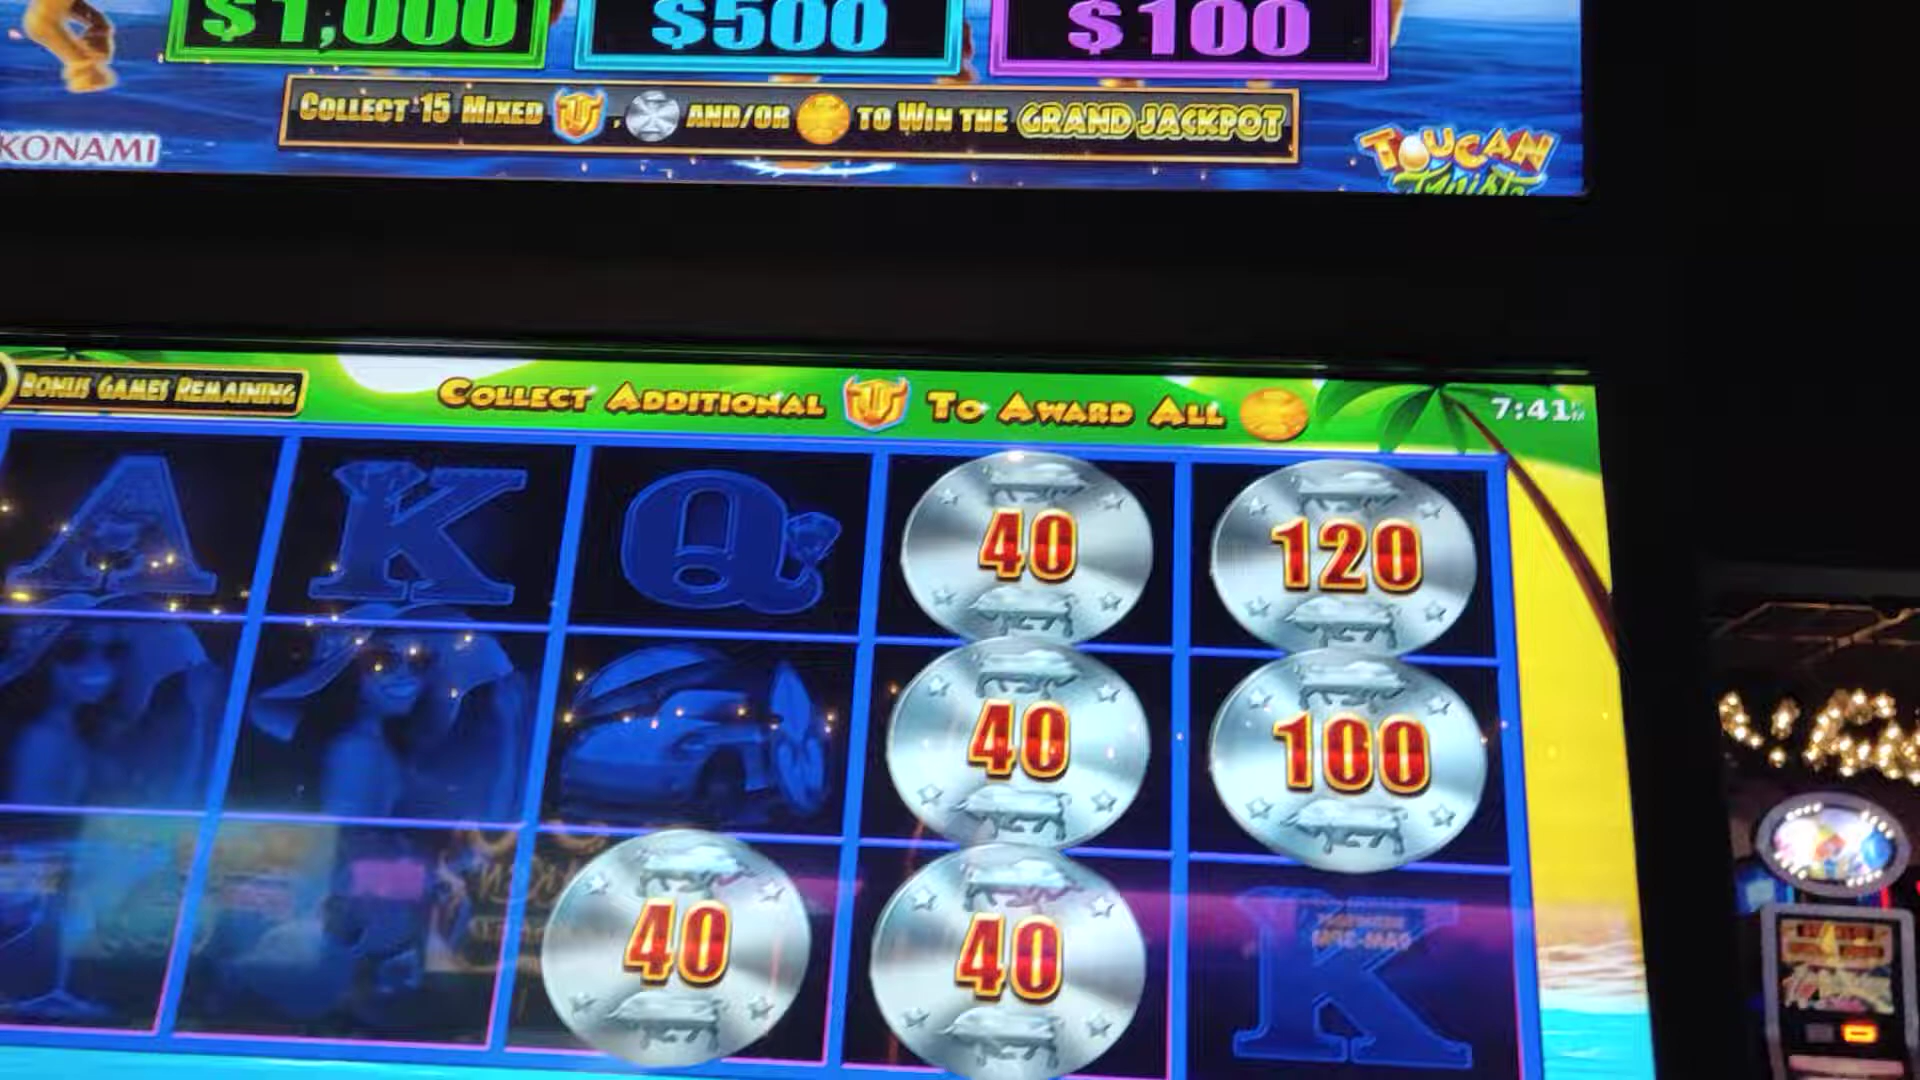 $1,000 $500 $100
COLLECT 15 MIXED , AND/OR TO WIN THE GRAND JACKPOT
KONAMI
TOUCAN
BONUS GAMES REMAINING
COLLECT ADDITIONAL TO AWARD ALL
7:41
A K Q 40 120
40 100
40 40 K